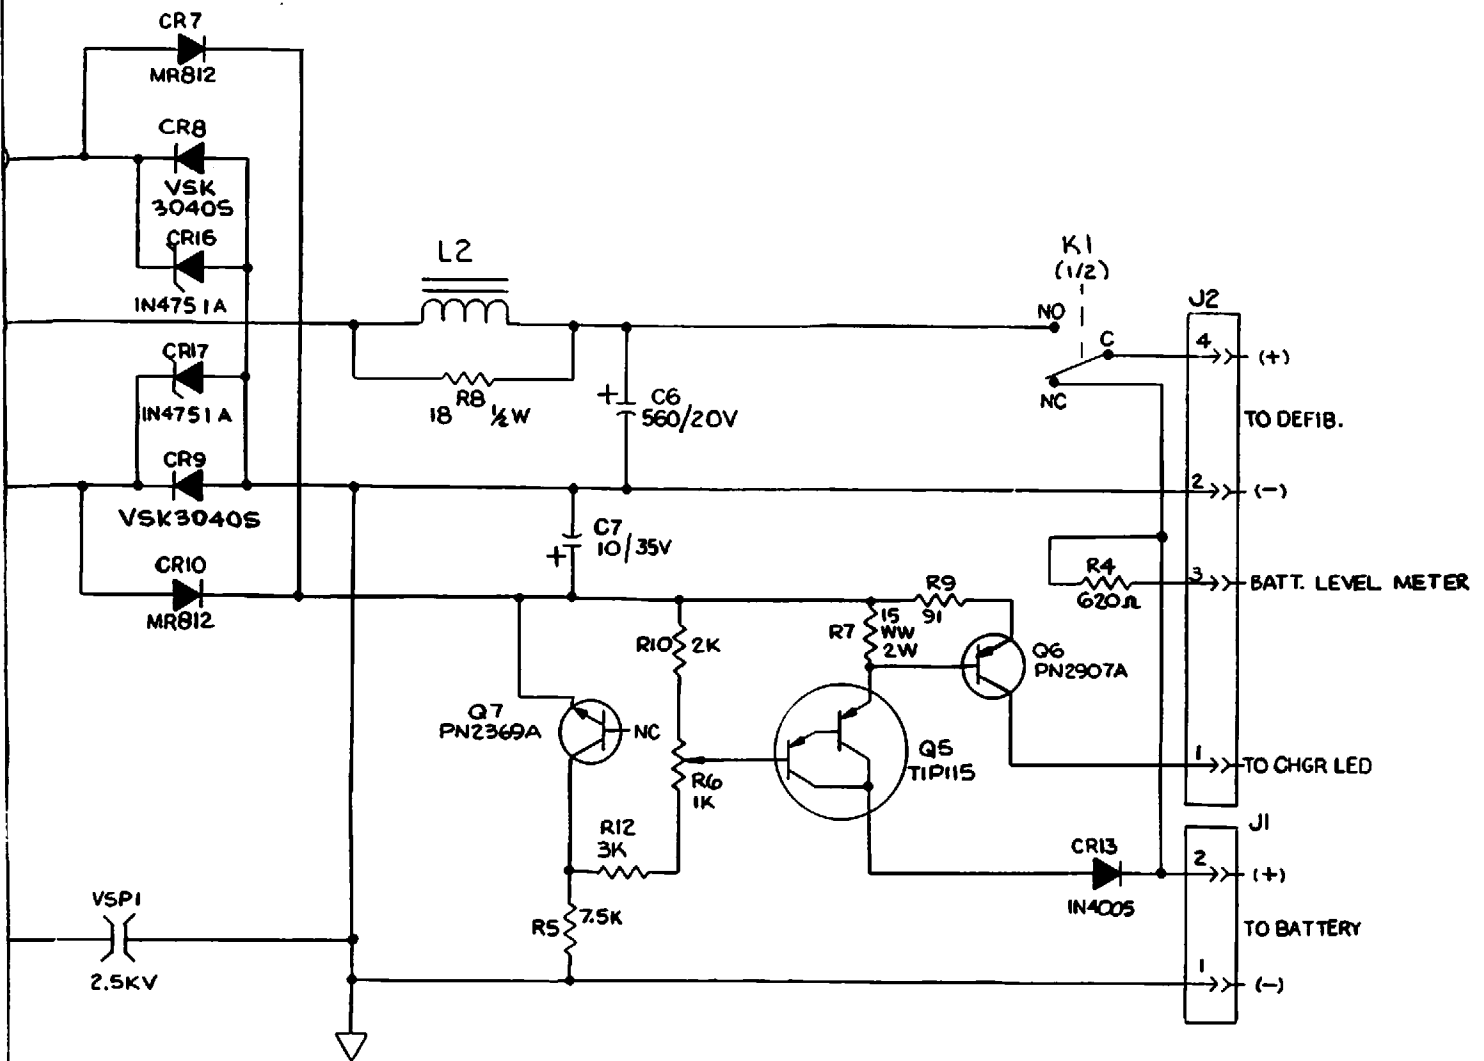 CR7
MR812
CR8
VSK
3040S
CR16
1N4751A
CR17
1N4751A
CR9
VSK3040S
CR10
MR812
L2
R8
18 ½W
+
C6
560/20V
K1
(1/2)
NO
C
NC
J2
4
(+)
TO DEFIB.
2
(-)
C7
+
10/35V
R4
620Ω
3
BATT. LEVEL METER
R9
91
R7
15
WW
2W
R10
2K
Q6
PN2907A
Q7
PN2369A
NC
R6
1K
Q5
TIP115
1
TO CHGR LED
J1
R12
3K
CR13
1N4005
2
(+)
VSP1
2.5KV
R5
7.5K
TO BATTERY
1
(-)